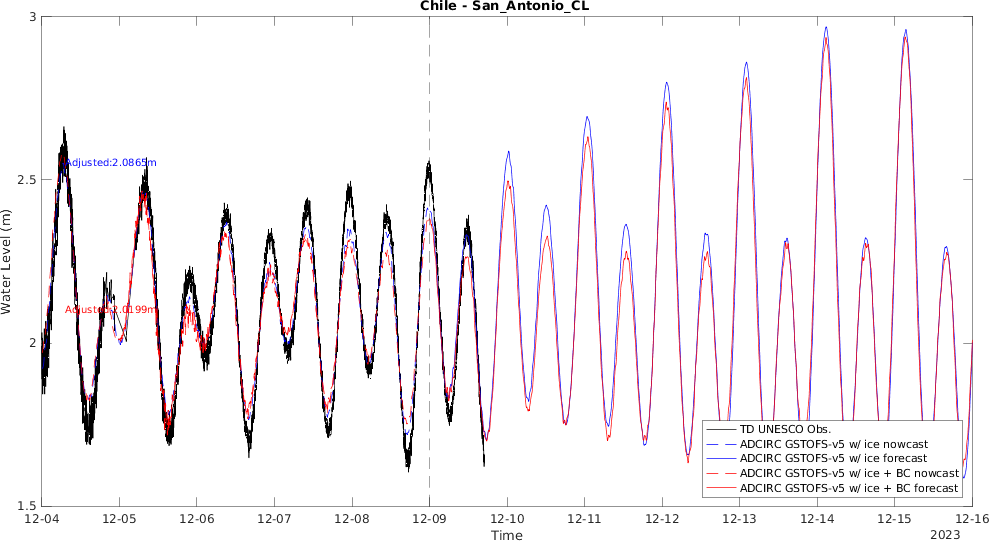 Chile - San_Antonio_CL
3
2.5
2
1.5
Water Level (m)
Adjusted:2.0865m
Adjusted:2.0199m
TD UNESCO Obs.
ADCIRC GSTOFS-v5 w/ ice nowcast
ADCIRC GSTOFS-v5 w/ ice forecast
ADCIRC GSTOFS-v5 w/ ice + BC nowcast
ADCIRC GSTOFS-v5 w/ ice + BC forecast
12-04 12-05 12-06 12-07 12-08 12-09 12-10 12-11 12-12 12-13 12-14 12-15 12-16
Time
2023